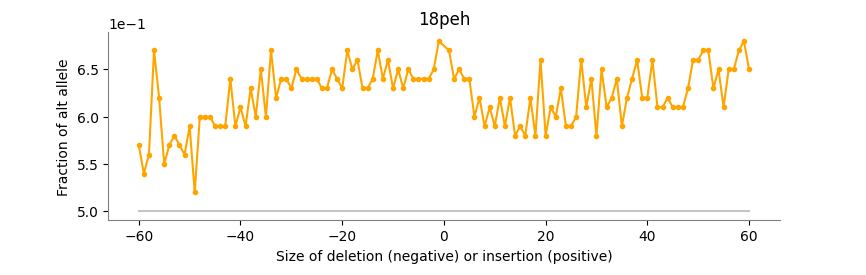 18peh
1e−1
Fraction of alt allele
6.5
6.0
5.5
5.0
−60 −40 −20 0 20 40 60
Size of deletion (negative) or insertion (positive)